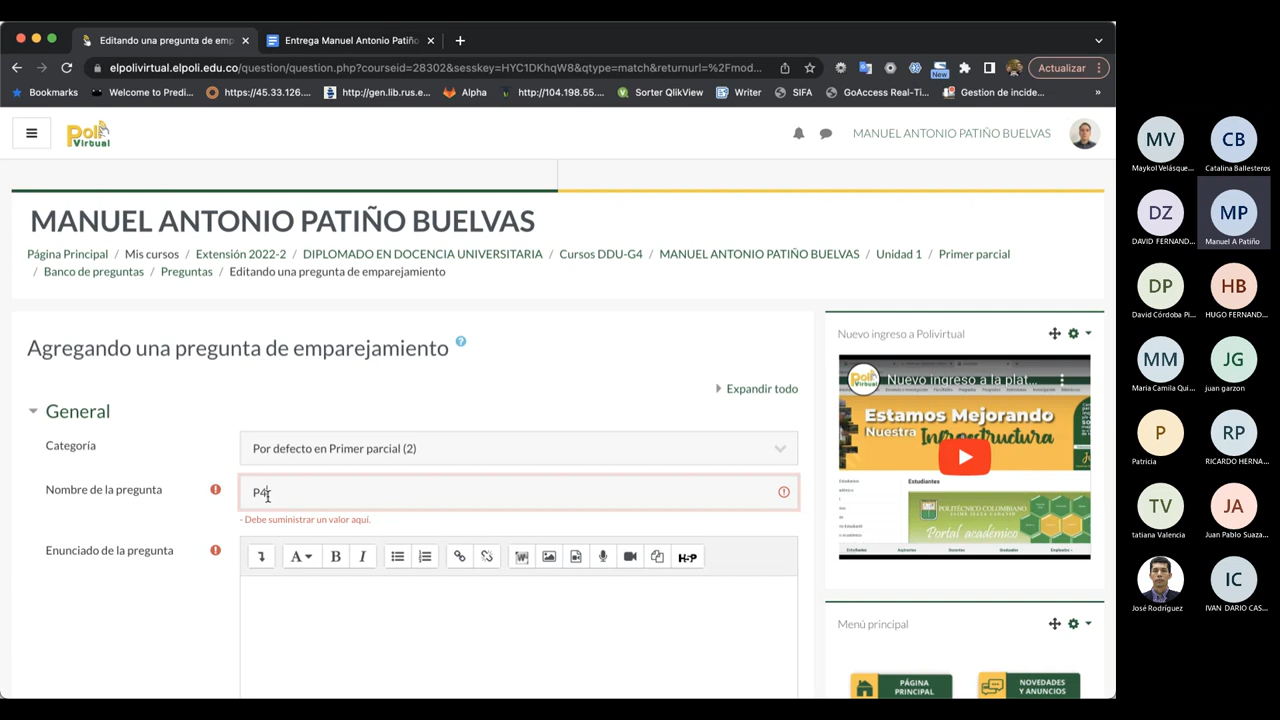 Editando una pregunta de emp
Entrega Manuel Antonio Patiño
elpolivirtual.elpoli.edu.co/question/question.php?courseid=28302&sesskey=HYC1DKhqW8&qtype=match&returnurl=%2Fmod...
New
Actualizar
Bookmarks
Welcome to Predi...
https://45.33.126....
http://gen.lib.rus.e...
Alpha
http://104.198.55....
Sorter QlikView
Writer
SIFA
GoAccess Real-Ti...
Gestion de incide...
»
Poli
Virtual
MANUEL ANTONIO PATIÑO BUELVAS
MANUEL ANTONIO PATIÑO BUELVAS
Página Principal / Mis cursos / Extensión 2022-2 / DIPLOMADO EN DOCENCIA UNIVERSITARIA / Cursos DDU-G4 / MANUEL ANTONIO PATIÑO BUELVAS / Unidad 1 / Primer parcial
/ Banco de preguntas / Preguntas / Editando una pregunta de emparejamiento
Agregando una pregunta de emparejamiento
Expandir todo
General
Categoría
Por defecto en Primer parcial (2)
Nombre de la pregunta
P4
- Debe suministrar un valor aquí.
Enunciado de la pregunta
A
B
I
H-P
Nuevo ingreso a Polivirtual
Nuevo ingreso a la plat...
Estamos Mejorando
Nuestra Infraestructura
Estudiantes
POLITÉCNICO COLOMBIANO
JAIME ISAZA CADAVID
Portal académico
Menú principal
PÁGINA
PRINCIPAL
NOVEDADES
Y ANUNCIOS
MV
Maykol Velásque...
CB
Catalina Ballesteros
DZ
DAVID FERNAND...
MP
Manuel A Patiño
DP
David Córdoba Pi...
HB
HUGO FERNAND...
MM
María Camila Qui...
JG
juan garzon
P
Patricia
RP
RICARDO HERNA...
TV
tatiana Valencia
JA
Juan Pablo Suaza...
José Rodríguez
IC
IVAN DARIO CAS...